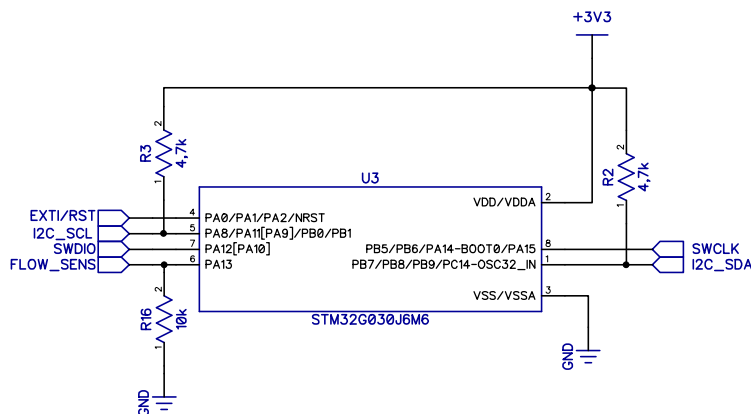 +3V3
2
R3
4,7k
1
2
R2
4,7k
1
U3
VDD/VDDA
2
EXTI/RST
4
PA0/PA1/PA2/NRST
I2C_SCL
5
PA8/PA11[PA9]/PB0/PB1
SWDIO
7
PA12[PA10]
PB5/PB6/PA14-BOOT0/PA15
8
SWCLK
FLOW_SENS
6
PA13
PB7/PB8/PB9/PC14-OSC32_IN
1
I2C_SDA
2
R16
10k
1
VSS/VSSA
3
STM32G030J6M6
GND
GND